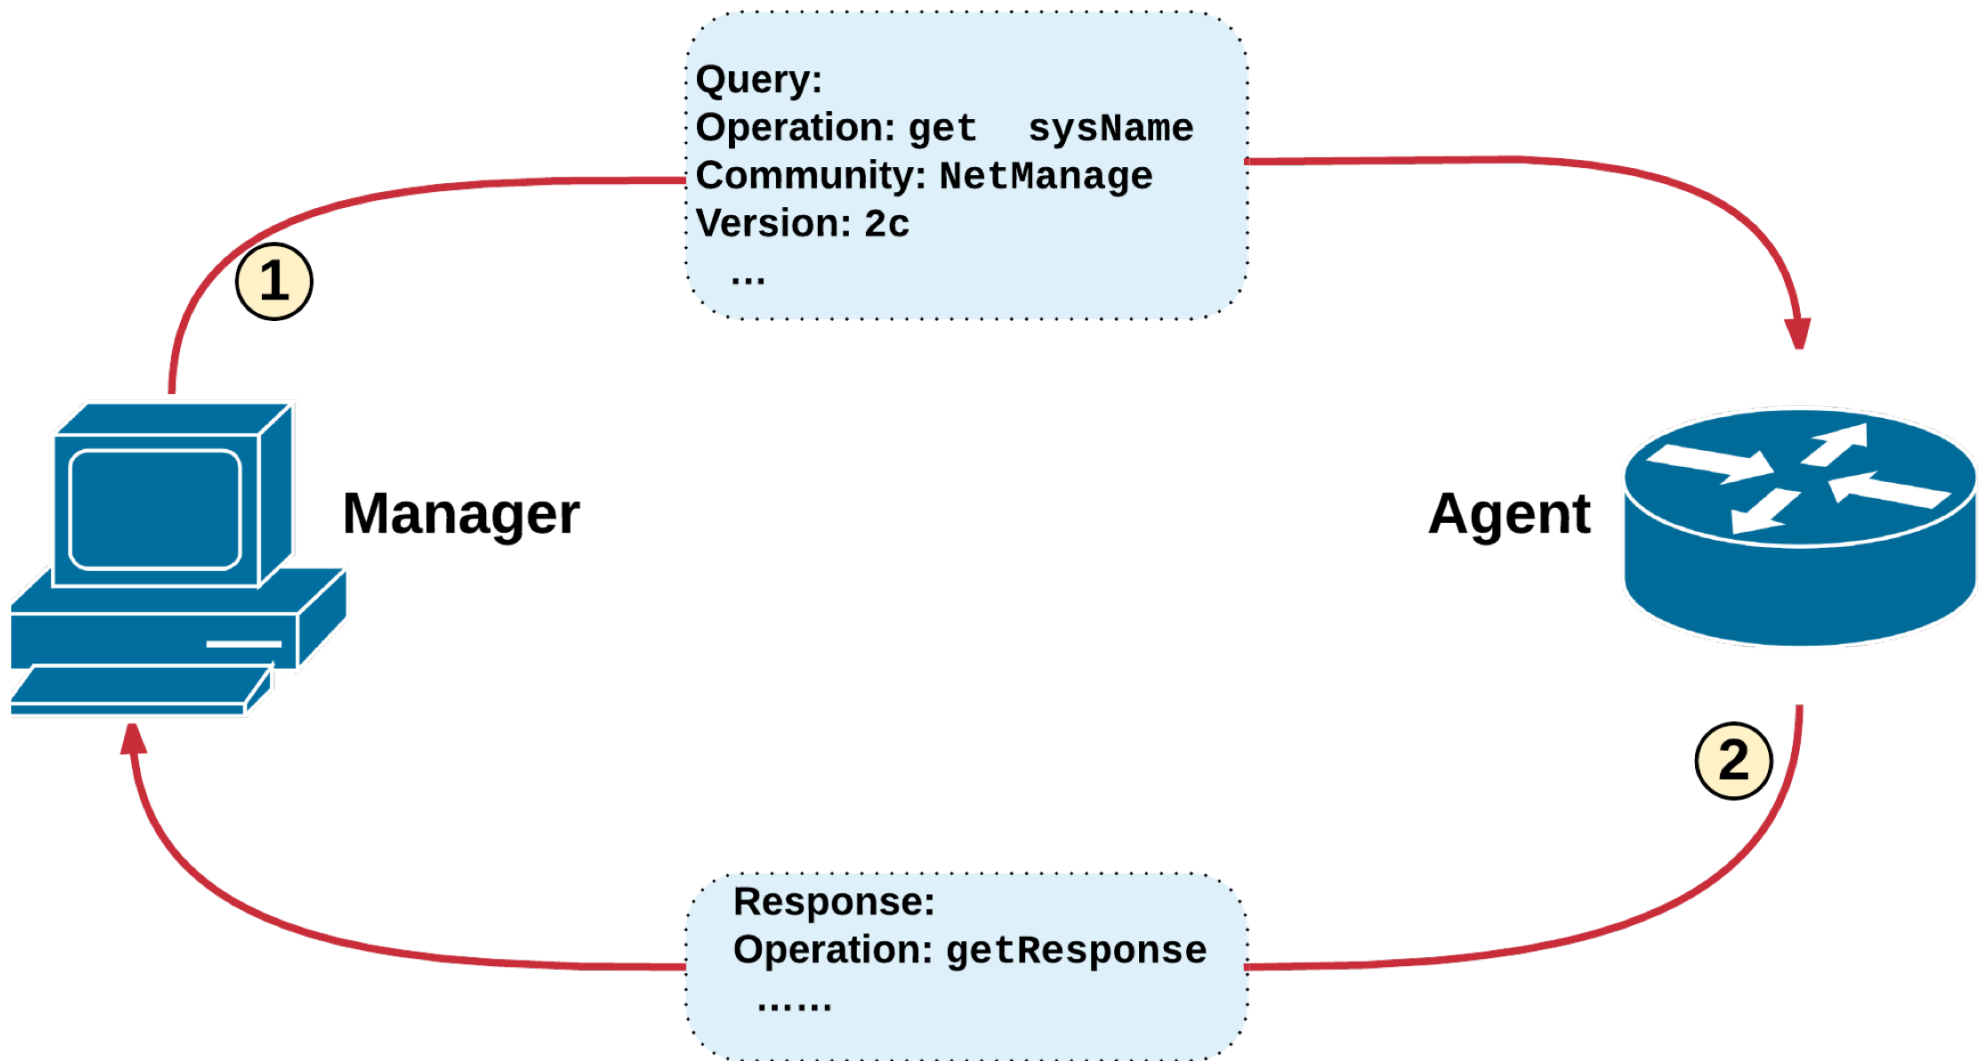 Query:
Operation: get sysName
Community: NetManage
Version: 2c
...
1
Manager
Agent
2
Response:
Operation: getResponse
......